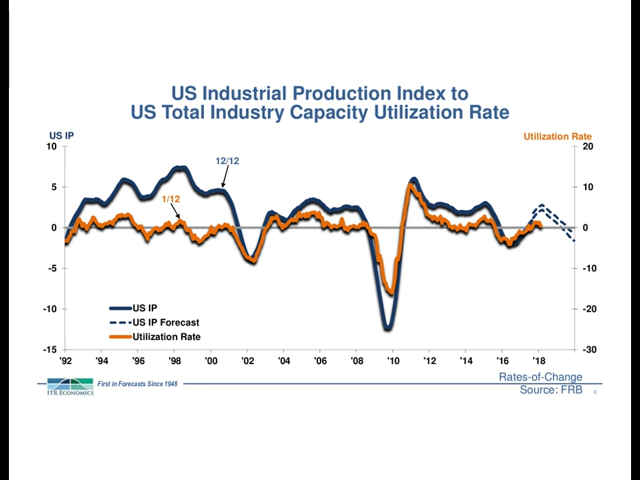 US Industrial Production Index to
US Total Industry Capacity Utilization Rate
US IP
Utilization Rate
10
5
0
-5
-10
-15
20
10
0
-10
-20
-30
12/12
1/12
US IP
US IP Forecast
Utilization Rate
'92 '94 '96 '98 '00 '02 '04 '06 '08 '10 '12 '14 '16 '18
ITR ECONOMICS
First in Forecasts Since 1948
Rates-of-Change
Source: FRB
4